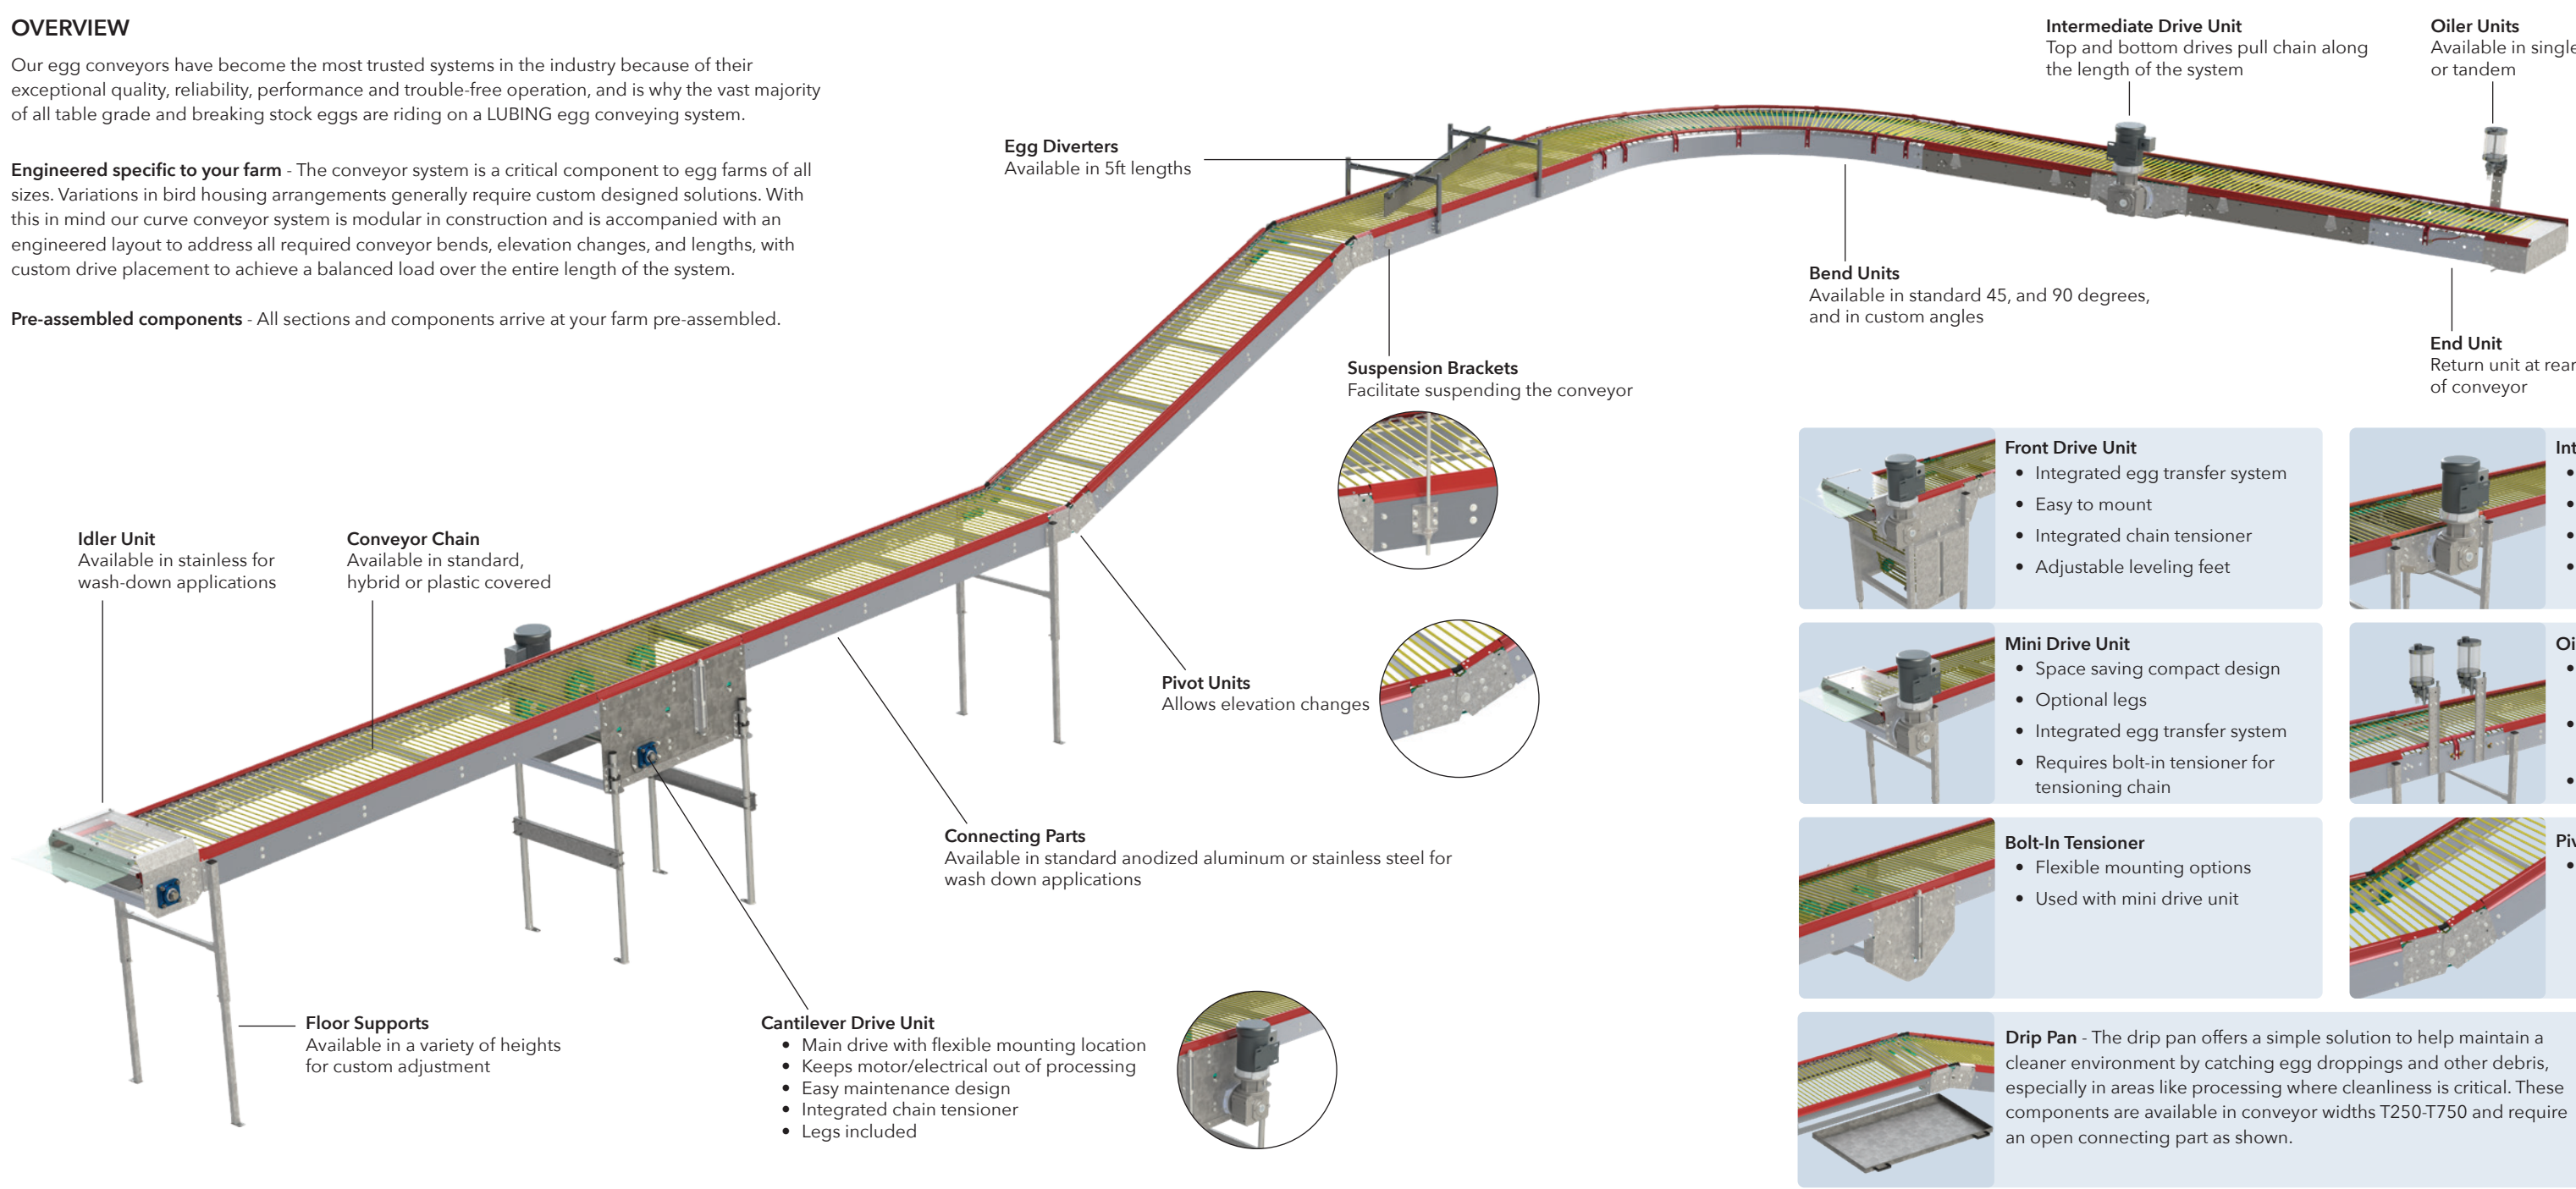 OVERVIEW
Our egg conveyors have become the most trusted systems in the industry because of their
exceptional quality, reliability, performance and trouble-free operation, and is why the vast majority
of all table grade and breaking stock eggs are riding on a LUBING egg conveying system.
Engineered specific to your farm - The conveyor system is a critical component to egg farms of all
sizes. Variations in bird housing arrangements generally require custom designed solutions. With
this in mind our curve conveyor system is modular in construction and is accompanied with an
engineered layout to address all required conveyor bends, elevation changes, and lengths, with
custom drive placement to achieve a balanced load over the entire length of the system.
Pre-assembled components - All sections and components arrive at your farm pre-assembled.
Egg Diverters
Available in 5ft lengths
Intermediate Drive Unit
Top and bottom drives pull chain along
the length of the system
Oiler Units
Available in single
or tandem
Bend Units
Available in standard 45, and 90 degrees,
and in custom angles
End Unit
Return unit at rear
of conveyor
Suspension Brackets
Facilitate suspending the conveyor
Idler Unit
Available in stainless for
wash-down applications
Conveyor Chain
Available in standard,
hybrid or plastic covered
Pivot Units
Allows elevation changes
Connecting Parts
Available in standard anodized aluminum or stainless steel for
wash down applications
Floor Supports
Available in a variety of heights
for custom adjustment
Cantilever Drive Unit
• Main drive with flexible mounting location
• Keeps motor/electrical out of processing
• Easy maintenance design
• Integrated chain tensioner
• Legs included
Front Drive Unit
• Integrated egg transfer system
• Easy to mount
• Integrated chain tensioner
• Adjustable leveling feet
Int
Mini Drive Unit
• Space saving compact design
• Optional legs
• Integrated egg transfer system
• Requires bolt-in tensioner for
tensioning chain
Oi
Bolt-In Tensioner
• Flexible mounting options
• Used with mini drive unit
Piv
Drip Pan - The drip pan offers a simple solution to help maintain a
cleaner environment by catching egg droppings and other debris,
especially in areas like processing where cleanliness is critical. These
components are available in conveyor widths T250-T750 and require
an open connecting part as shown.